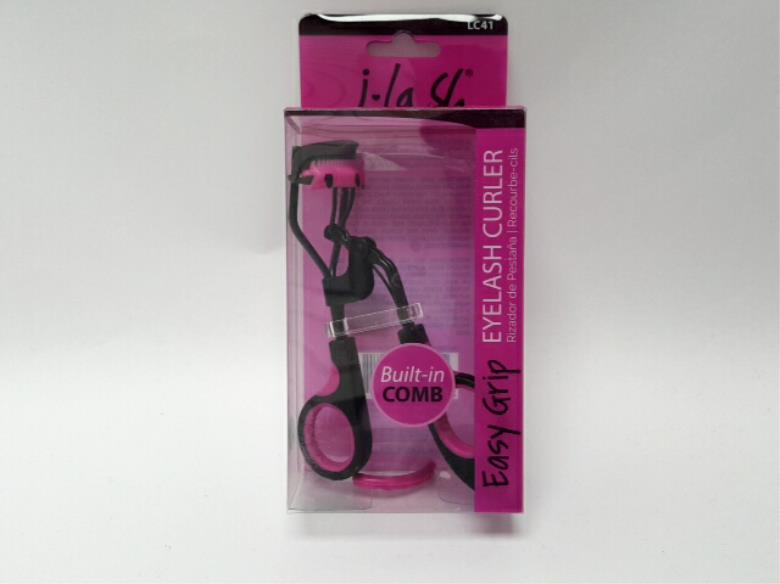 LC41
i•lash®
Easy Grip EYELASH CURLER
Rizador de Pestaña | Recourbe-cils
Built-in
COMB